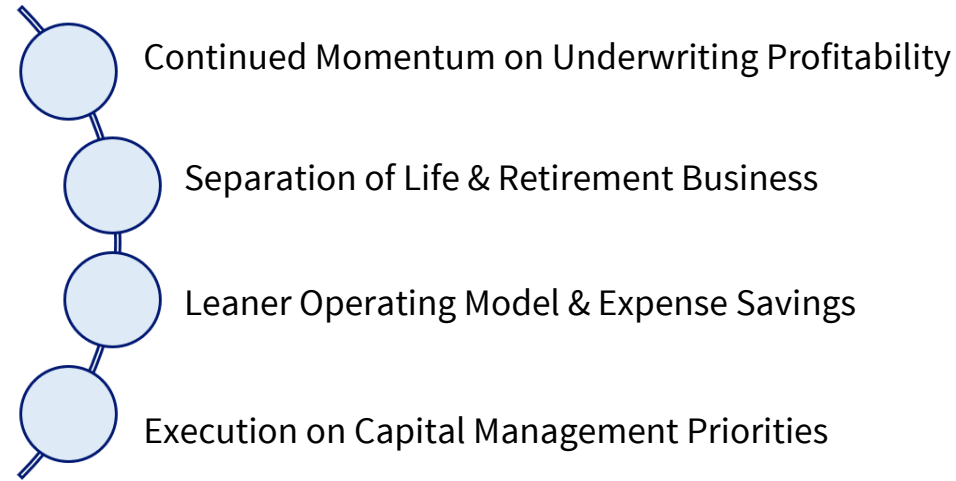 Continued Momentum on Underwriting Profitability
Separation of Life & Retirement Business
Leaner Operating Model & Expense Savings
Execution on Capital Management Priorities